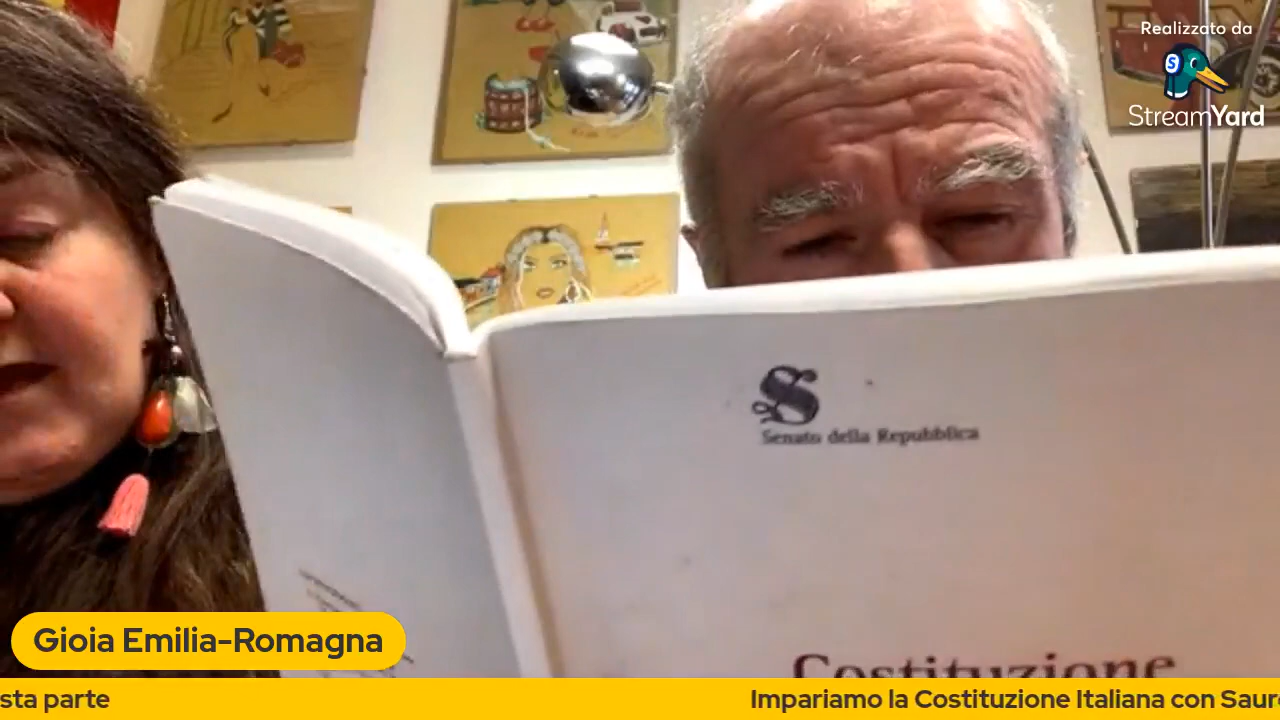 Realizzato da
StreamYard
Senato della Repubblica
Costituzione
Gioia Emilia-Romagna
sta parte
Impariamo la Costituzione Italiana con Saur